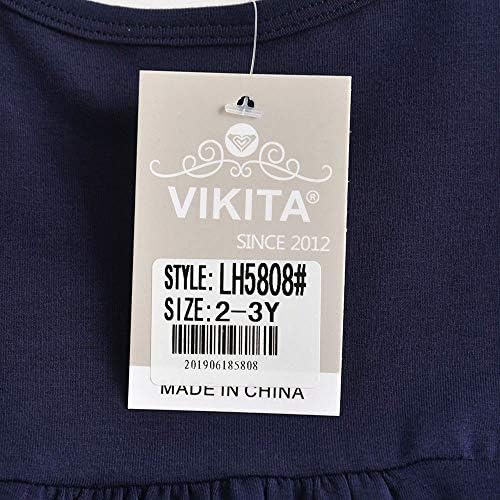 VIKITA®
SINCE 2012
STYLE: LH5808#
SIZE: 2-3Y
201906185808
MADE IN CHINA